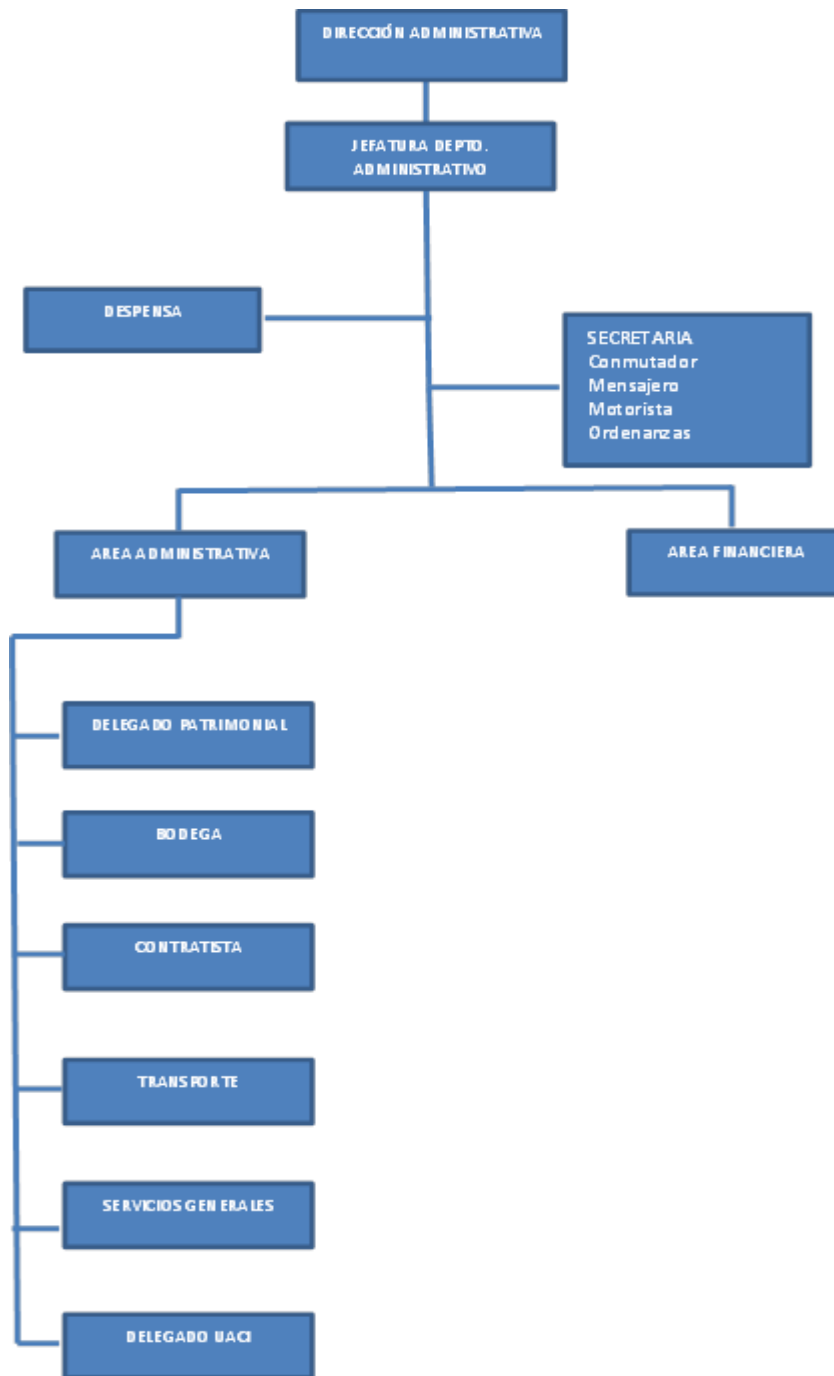 DIRECCIÓN ADMINISTRATIVA
JEFATURA DEPTO.
ADMINISTRATIVO
DESPENSA
SECRETARIA
Conmutador
Mensajero
Motorista
Ordenanzas
AREA ADMINISTRATIVA
AREA FINANCIERA
DELEGADO PATRIMONIAL
BODEGA
CONTRATISTA
TRANSPORTE
SERVICIOS GENERALES
DELEGADO UACI